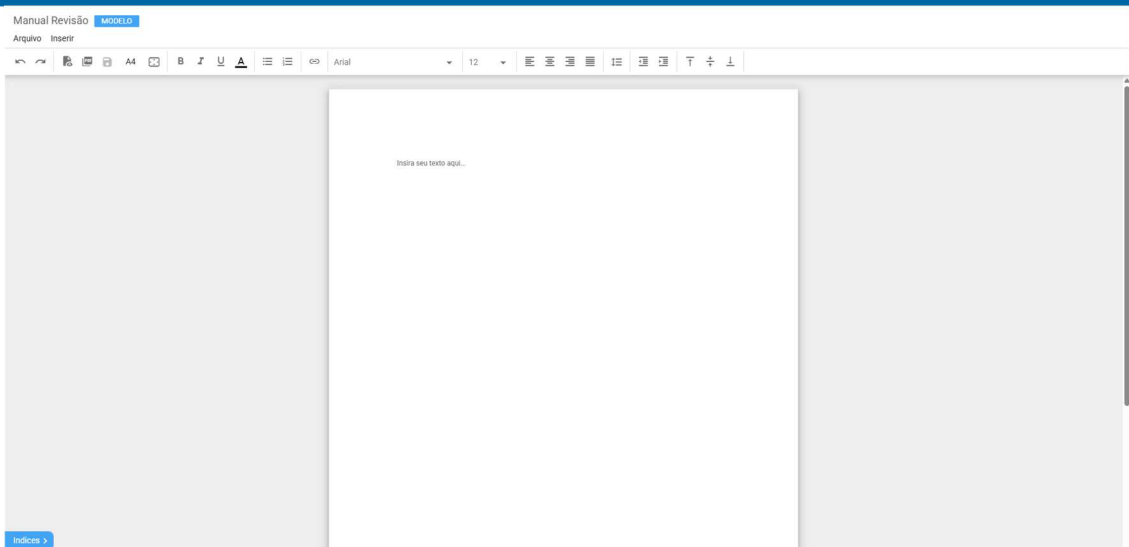 Manual Revisão MODELO
Arquivo Inserir
A4 B I U A Arial 12
Insira seu texto aqui...
Indices